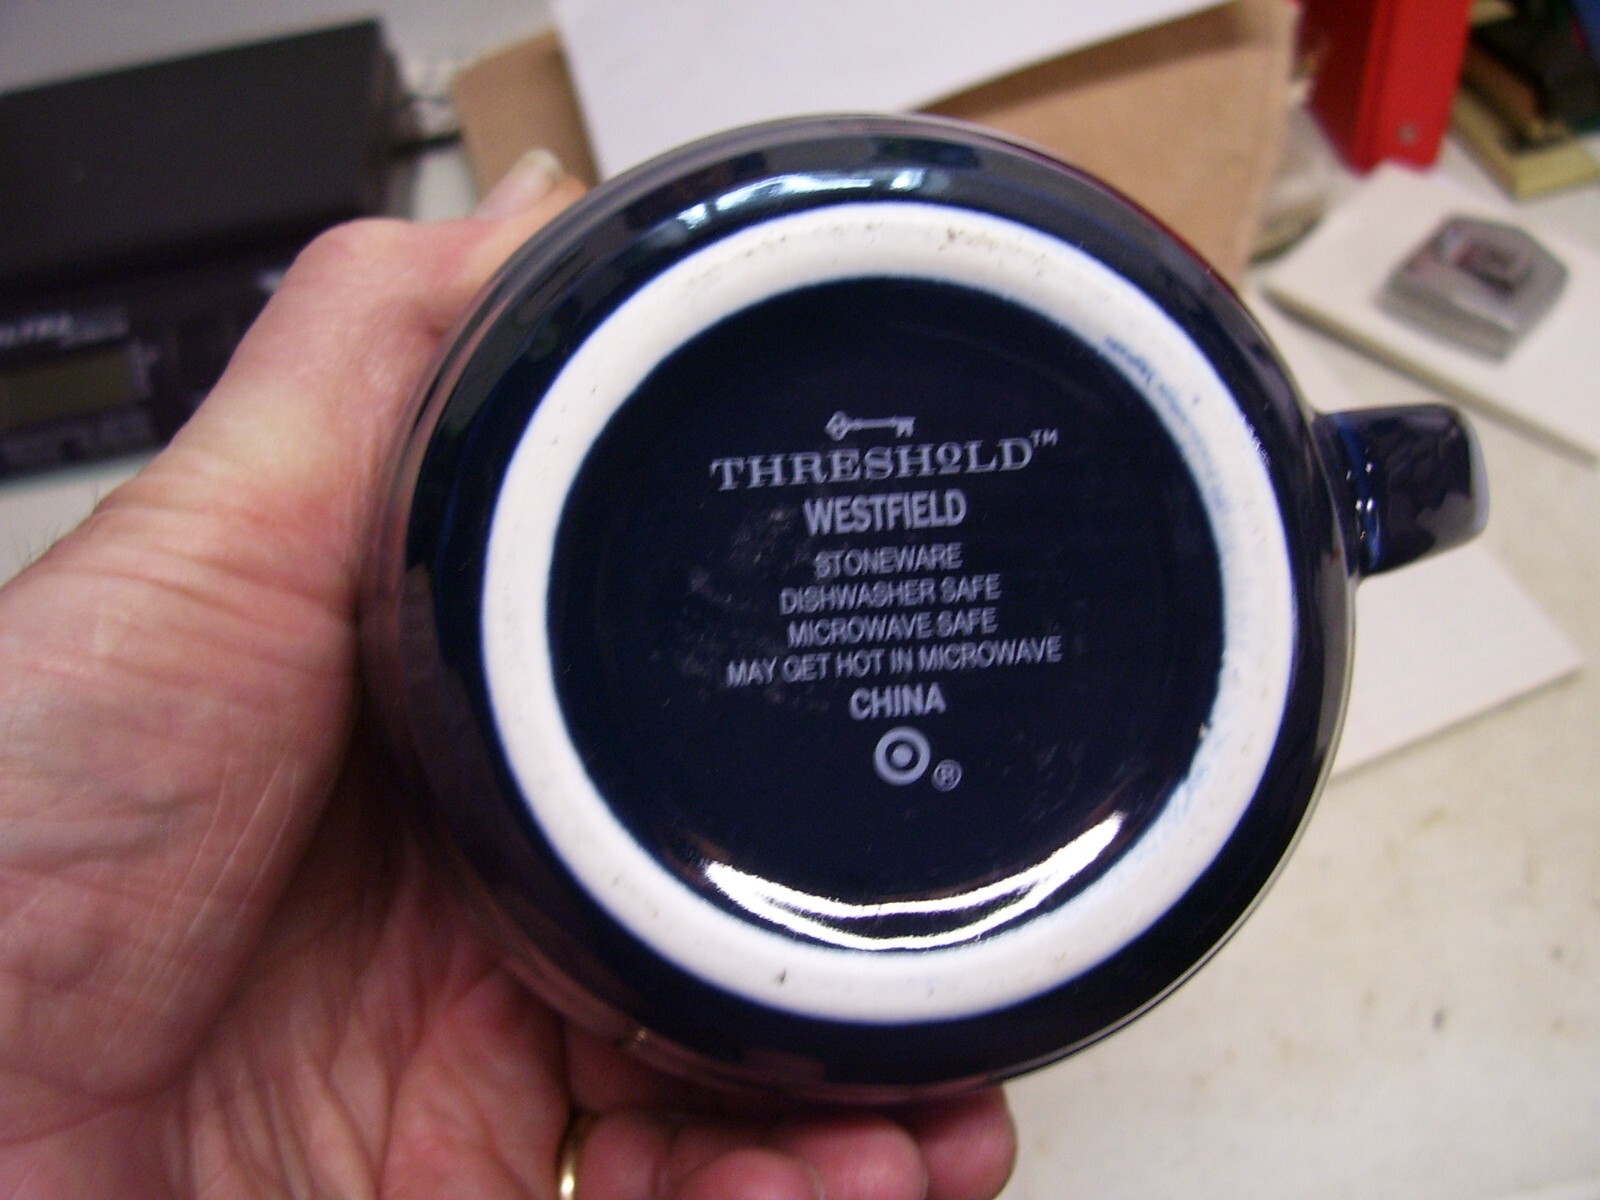 THRESHOLD™
WESTFIELD
STONEWARE
DISHWASHER SAFE
MICROWAVE SAFE
MAY GET HOT IN MICROWAVE
CHINA
®